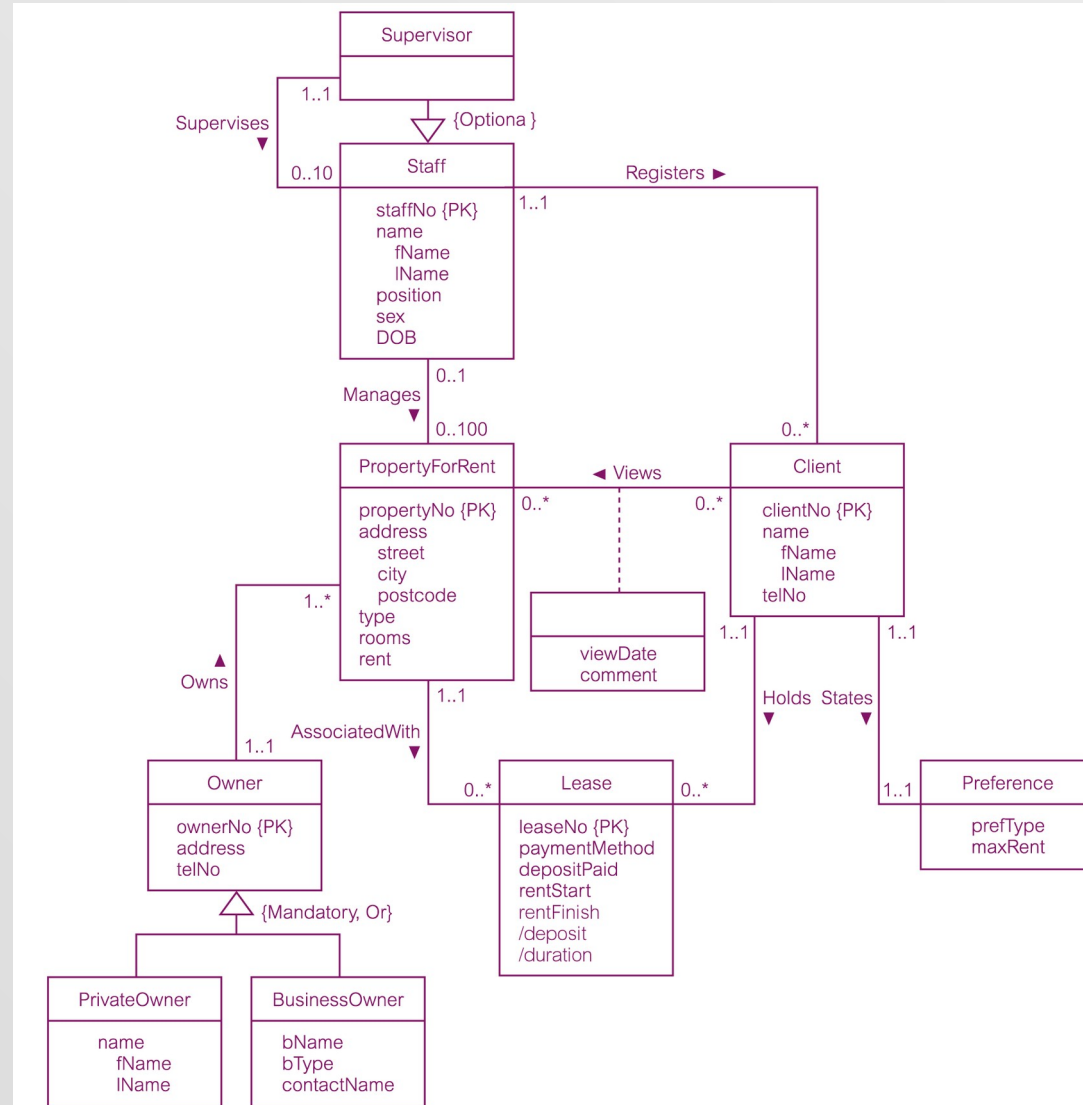 Supervisor
1..1
Supervises
▼
{Optiona }
0..10
Staff
Registers ►
1..1
staffNo {PK}
name
fName
lName
position
sex
DOB
0..1
Manages
▼
0..100
0..*
PropertyForRent
◄ Views
Client
0..*
0..*
propertyNo {PK}
address
street
city
postcode
type
rooms
rent
clientNo {PK}
name
fName
lName
telNo
1..*
viewDate
comment
1..1
1..1
▲
Owns
1..1
Holds
▼
States
▼
AssociatedWith
▼
1..1
Owner
0..*
Lease
0..*
1..1
Preference
ownerNo {PK}
address
telNo
leaseNo {PK}
paymentMethod
depositPaid
rentStart
rentFinish
/deposit
/duration
prefType
maxRent
{Mandatory, Or}
PrivateOwner
BusinessOwner
name
fName
lName
bName
bType
contactName